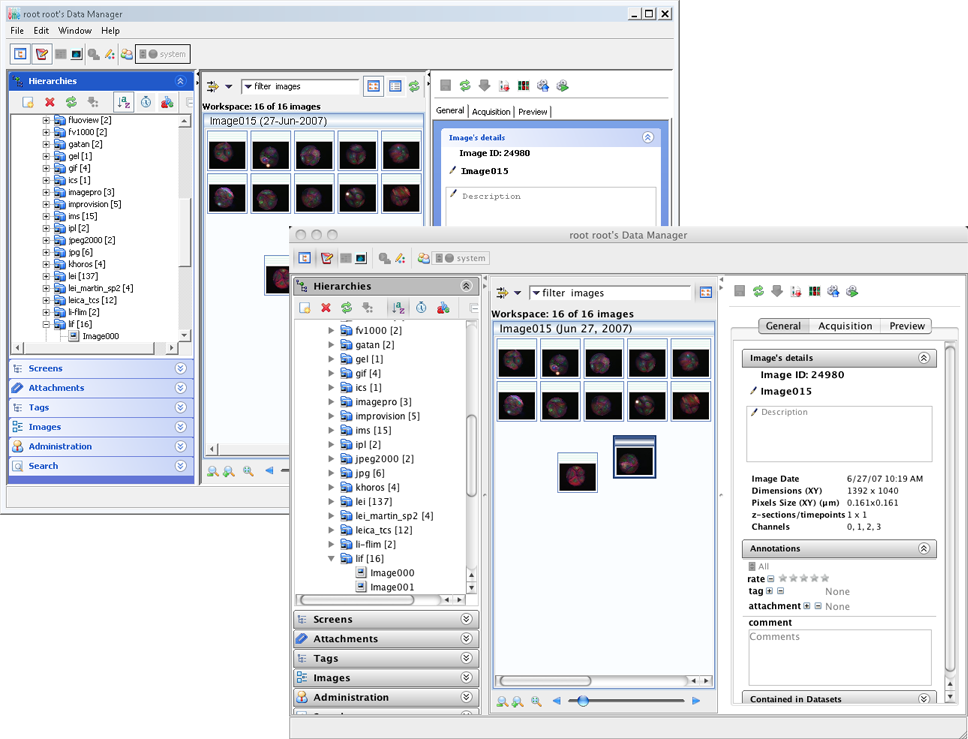 root root's Data Manager
File Edit Window Help
system
Hierarchies
fluoview [2]
fv1000 [2]
gatan [2]
gel [1]
gif [4]
ics [1]
imagepro [3]
improvision [5]
ims [15]
ipl [2]
jpeg2000 [2]
jpg [6]
khoros [4]
lei [137]
lei_martin_sp2 [4]
leica_tcs [12]
li-flim [2]
lif [16]
Image000
Screens
Attachments
Tags
Images
Administration
Search
filter images
Workspace: 16 of 16 images
Image015 (27-Jun-2007)
General Acquisition Preview
Image's details
Image ID: 24980
Image015
Description
root root's Data Manager
system
Hierarchies
fv1000 [2]
gatan [2]
gel [1]
gif [4]
ics [1]
imagepro [3]
improvision [5]
ims [15]
ipl [2]
jpeg2000 [2]
jpg [6]
khoros [4]
lei [137]
lei_martin_sp2 [4]
leica_tcs [12]
li-flim [2]
lif [16]
Image000
Image001
Screens
Attachments
Tags
Images
Administration
filter images
Workspace: 16 of 16 images
Image015 (Jun 27, 2007)
General Acquisition Preview
Image's details
Image ID: 24980
Image015
Description
Image Date 6/27/07 10:19 AM
Dimensions (XY) 1392 x 1040
Pixels Size (XY) (µm) 0.161x0.161
z-sections/timepoints 1 x 1
Channels 0, 1, 2, 3
Annotations
All
rate
tag None
attachment None
comment
Comments
Contained in Datasets